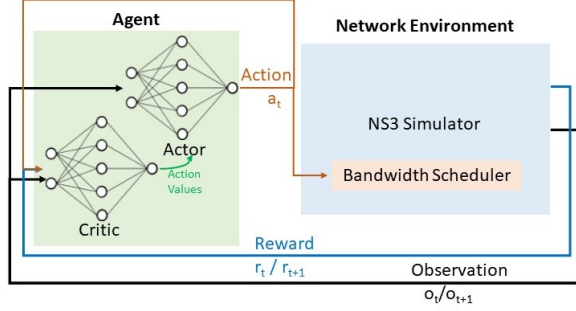 Agent
Network Environment
Action
aₜ
NS3 Simulator
Actor
Bandwidth Scheduler
Action
Values
Critic
Reward
rₜ / rₜ₊₁
Observation
oₜ/oₜ₊₁